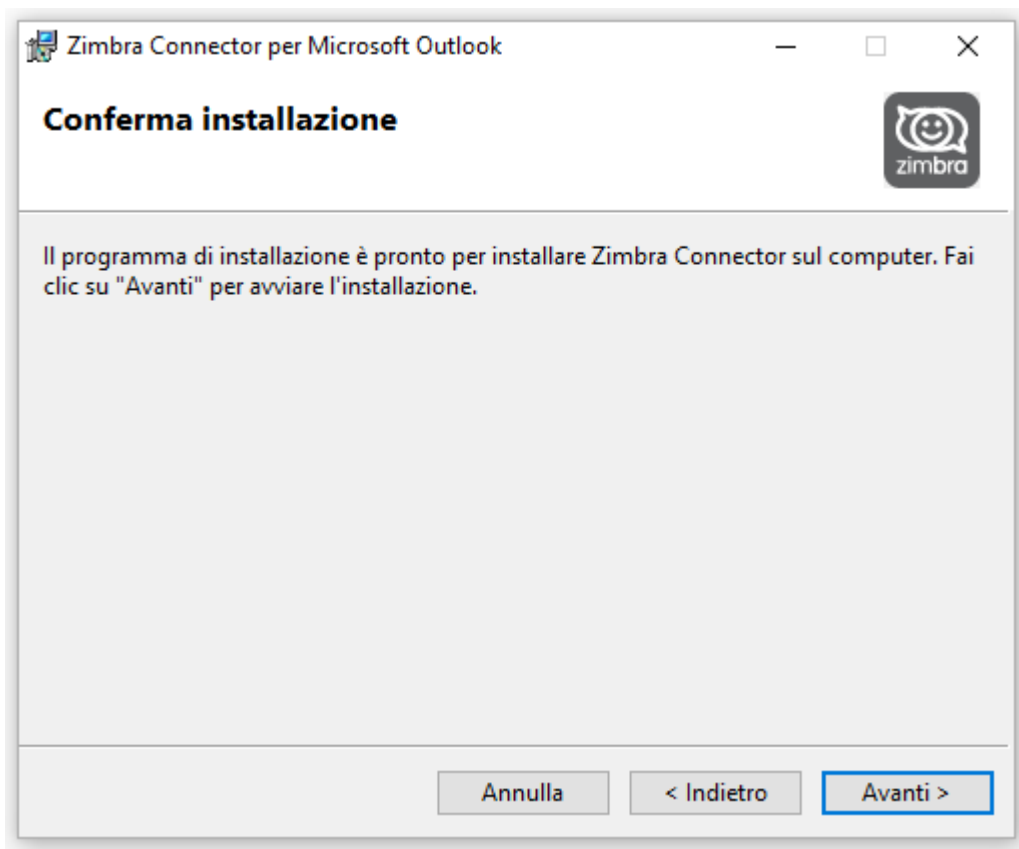 Zimbra Connector per Microsoft Outlook
Conferma installazione
zimbra
Il programma di installazione è pronto per installare Zimbra Connector sul computer. Fai
clic su "Avanti" per avviare l'installazione.
Annulla
< Indietro
Avanti >